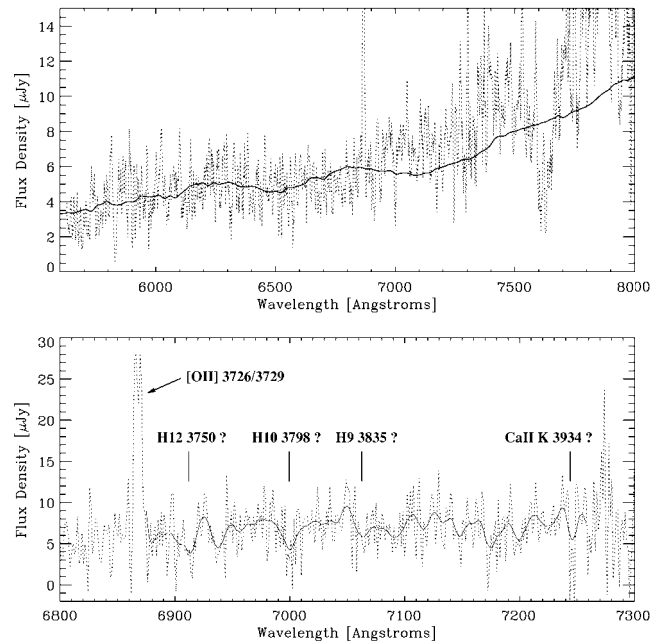 14
12
10
8
6
4
2
0
Flux Density [μJy]
6000 6500 7000 7500 8000
Wavelength [Angstroms]
30
25
20
15
10
5
0
Flux Density [μJy]
[OII] 3726/3729
H12 3750 ? H10 3798 ? H9 3835 ? CaII K 3934 ?
6800 6900 7000 7100 7200 7300
Wavelength [Angstroms]